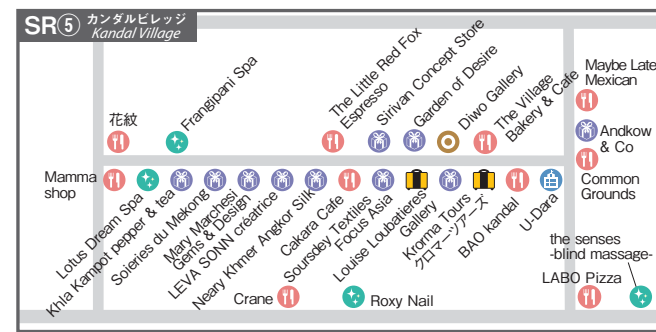 SR⑤ カンダルビレッジ
Kandal Village
花紋
Frangipani Spa
The Little Red Fox
Espresso
Sirivan Concept Store
Garden of Desire
Diwo Gallery
The Village
Bakery & Cafe
Maybe Late
Mexican
Andkow
& Co
Common
Grounds
Mamma
shop
Lotus Dream Spa
Khla Kampot pepper & tea
Soieries du Mekong
Mary Marchesi
Gems & Design
LEVA SONN créatrice
Neary Khmer Angkor Silk
Cakara Cafe
Soursdey Textiles
Focus Asia
Louise Loubatieres
Gallery
Krorma Tours
クロマーツアーズ
BAO kandal
U-Dara
the senses
-blind massage-
LABO Pizza
Crane
Roxy Nail